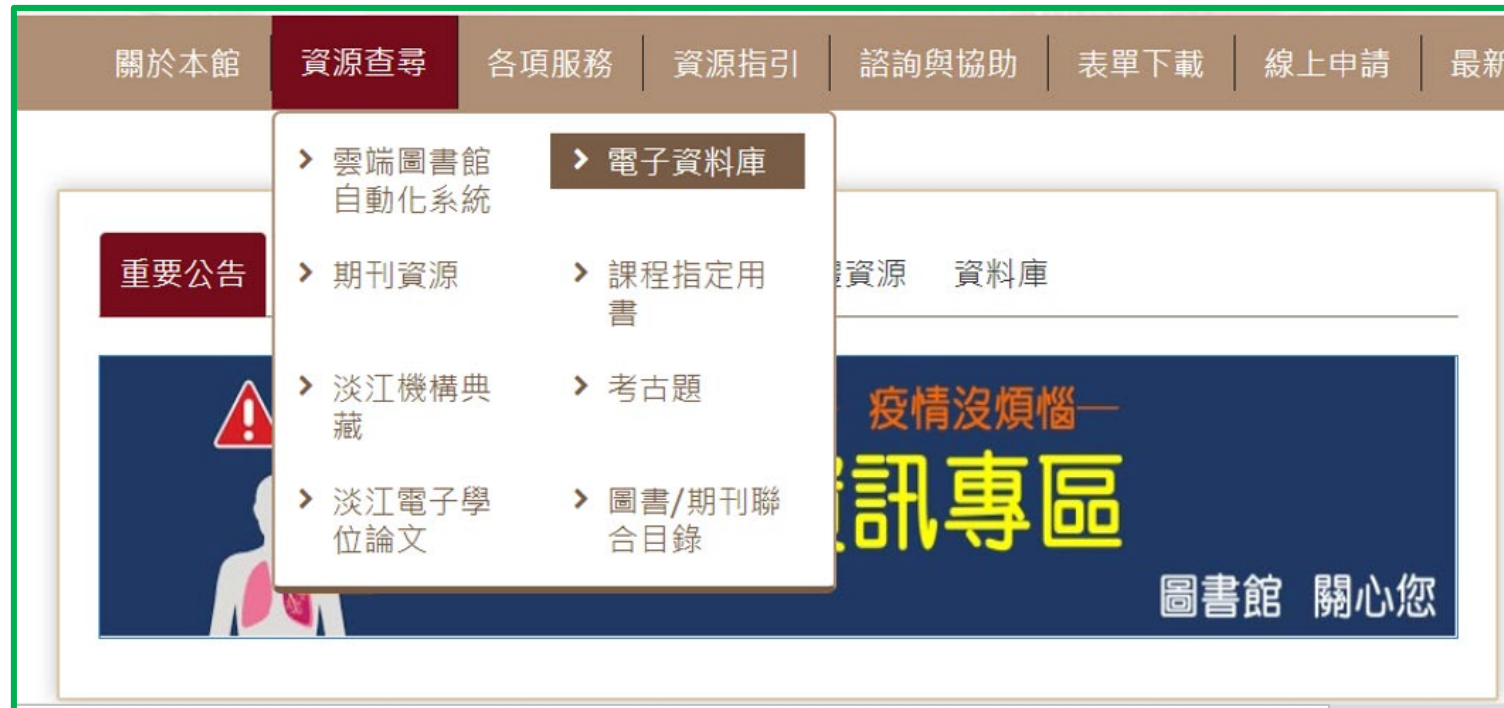 關於本館 資源查尋 各項服務 資源指引 諮詢與協助 表單下載 線上申請 最新
雲端圖書館
自動化系統
電子資料庫
期刊資源
課程指定用
書
淡江機構典
藏
考古題
淡江電子學
位論文
圖書/期刊聯
合目錄
重要公告
資源 資料庫
疫情沒煩惱—
訊專區
圖書館 關心您